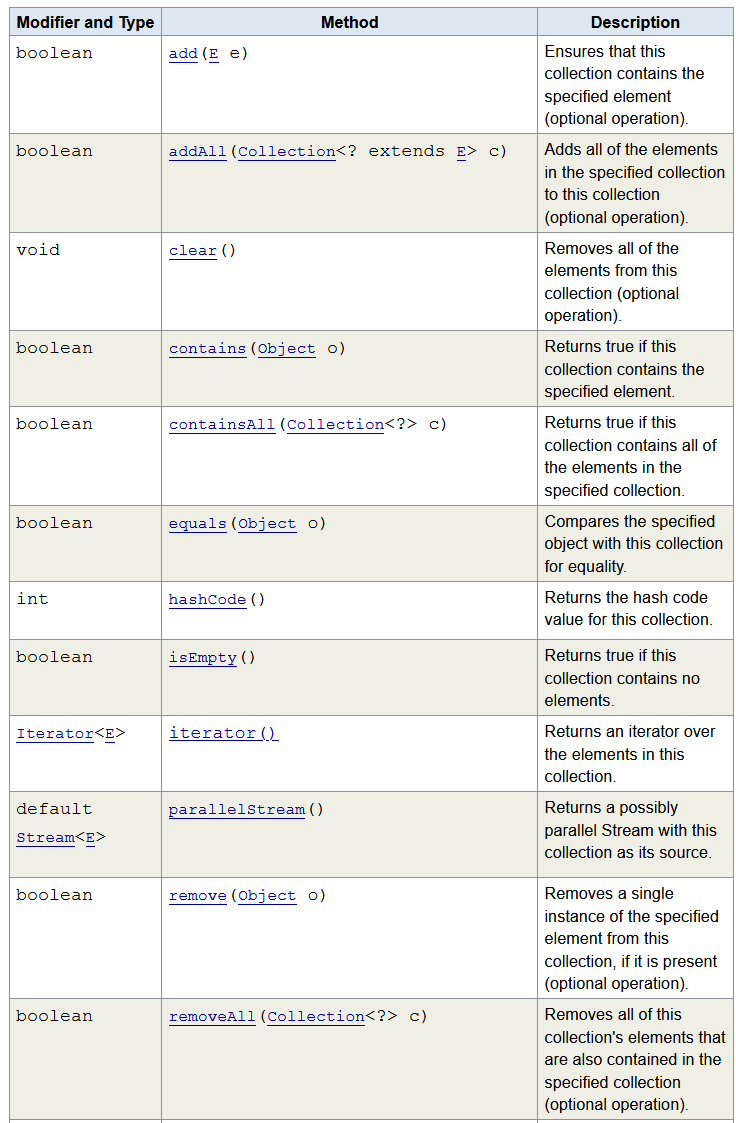 Modifier and Type Method Description
boolean add(E e) Ensures that this
collection contains the
specified element
(optional operation).
boolean addAll(Collection<? extends E> c) Adds all of the elements
in the specified collection
to this collection
(optional operation).
void clear() Removes all of the
elements from this
collection (optional
operation).
boolean contains(Object o) Returns true if this
collection contains the
specified element.
boolean containsAll(Collection<?> c) Returns true if this
collection contains all of
the elements in the
specified collection.
boolean equals(Object o) Compares the specified
object with this collection
for equality.
int hashCode() Returns the hash code
value for this collection.
boolean isEmpty() Returns true if this
collection contains no
elements.
Iterator<E> iterator() Returns an iterator over
the elements in this
collection.
default parallelStream() Returns a possibly
Stream<E> parallel Stream with this
collection as its source.
boolean remove(Object o) Removes a single
instance of the specified
element from this
collection, if it is present
(optional operation).
boolean removeAll(Collection<?> c) Removes all of this
collection's elements that
are also contained in the
specified collection
(optional operation).